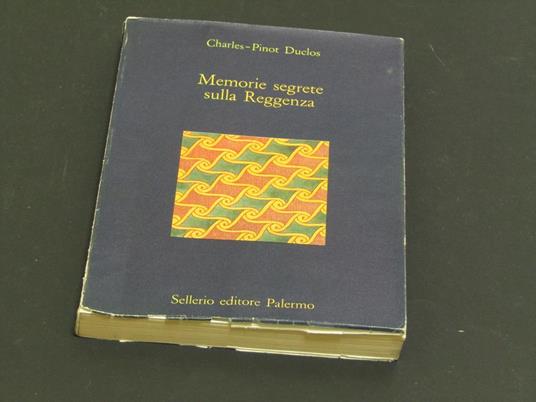 Charles-Pinot Duclos
Memorie segrete
sulla Reggenza
Sellerio editore Palermo